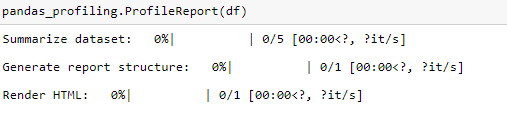 pandas_profiling.ProfileReport(df)
Summarize dataset:   0%|          | 0/5 [00:00<?, ?it/s]
Generate report structure:   0%|          | 0/1 [00:00<?, ?it/s]
Render HTML:   0%|          | 0/1 [00:00<?, ?it/s]